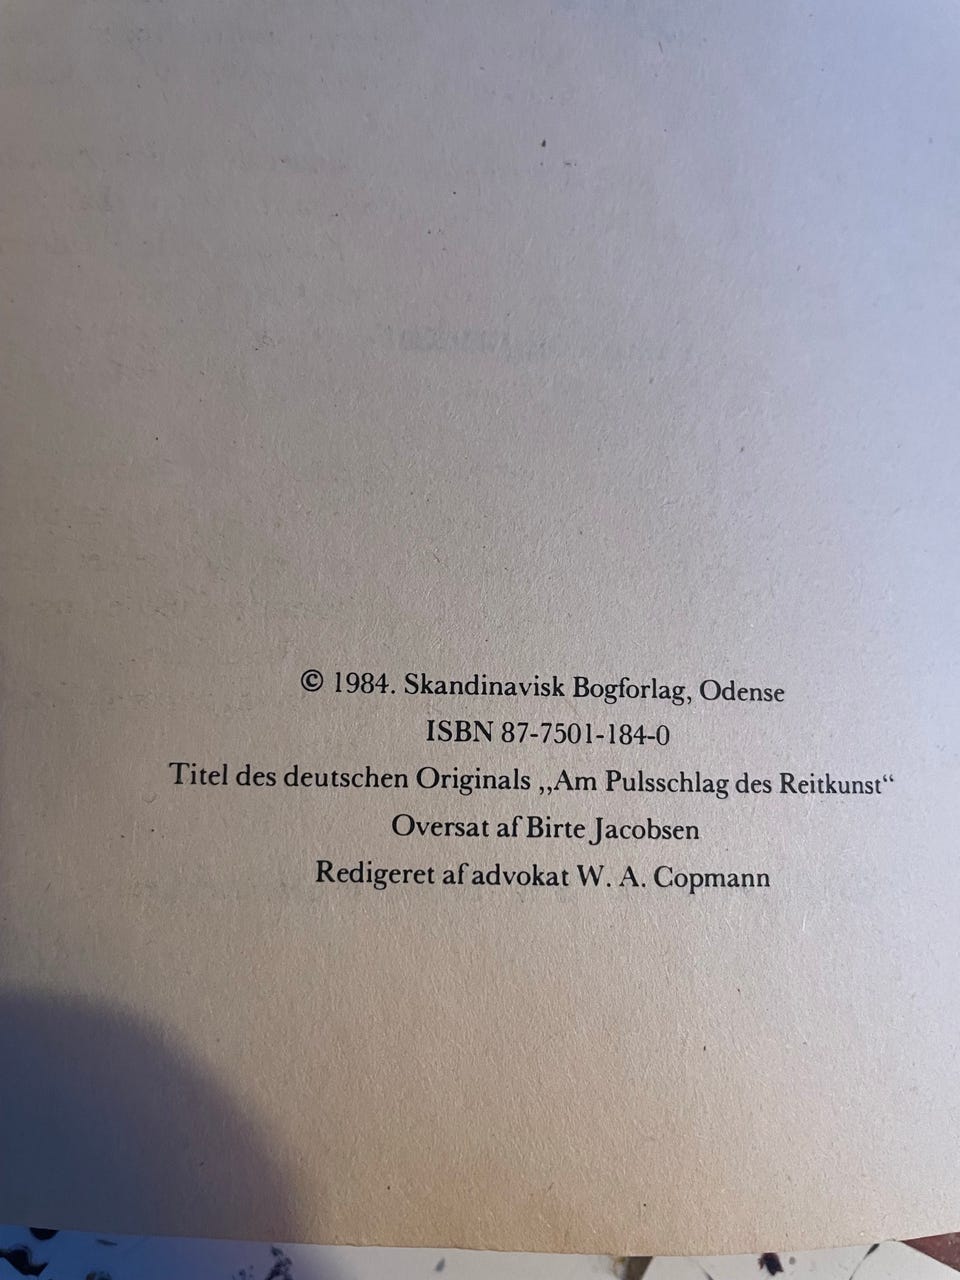 © 1984. Skandinavisk Bogforlag, Odense
ISBN 87-7501-184-0
Titel des deutschen Originals „Am Pulsschlag des Reitkunst“
Oversat af Birte Jacobsen
Redigeret af advokat W. A. Copmann